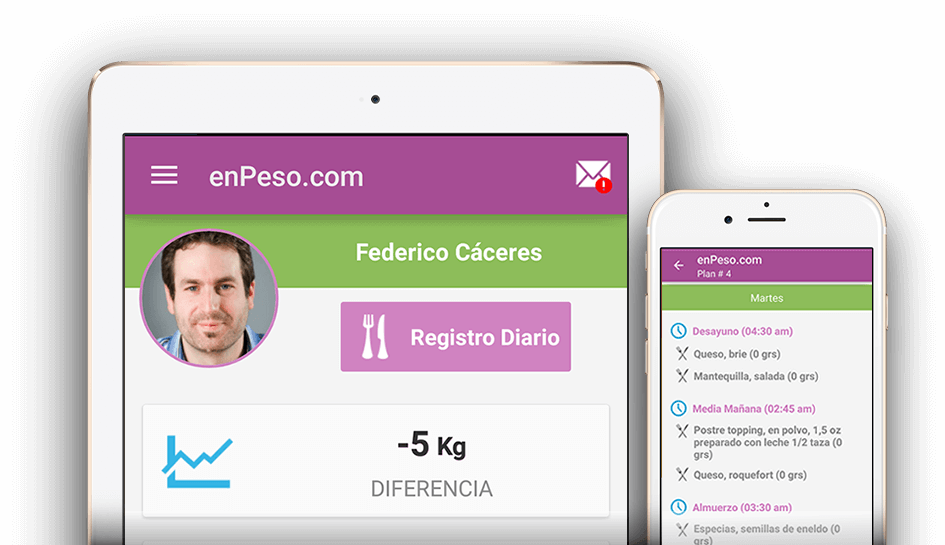 enPeso.com
Federico Cáceres
Registro Diario
-5 Kg
DIFERENCIA
enPeso.com
Plan # 4
Martes
Desayuno (04:30 am)
Queso, brie (0 grs)
Mantequilla, salada (0 grs)
Media Mañana (02:45 am)
Postre topping, en polvo, 1,5 oz
preparado con leche 1/2 taza (0
grs)
Queso, roquefort (0 grs)
Almuerzo (03:30 am)
Especias, semillas de eneldo (0
grs)